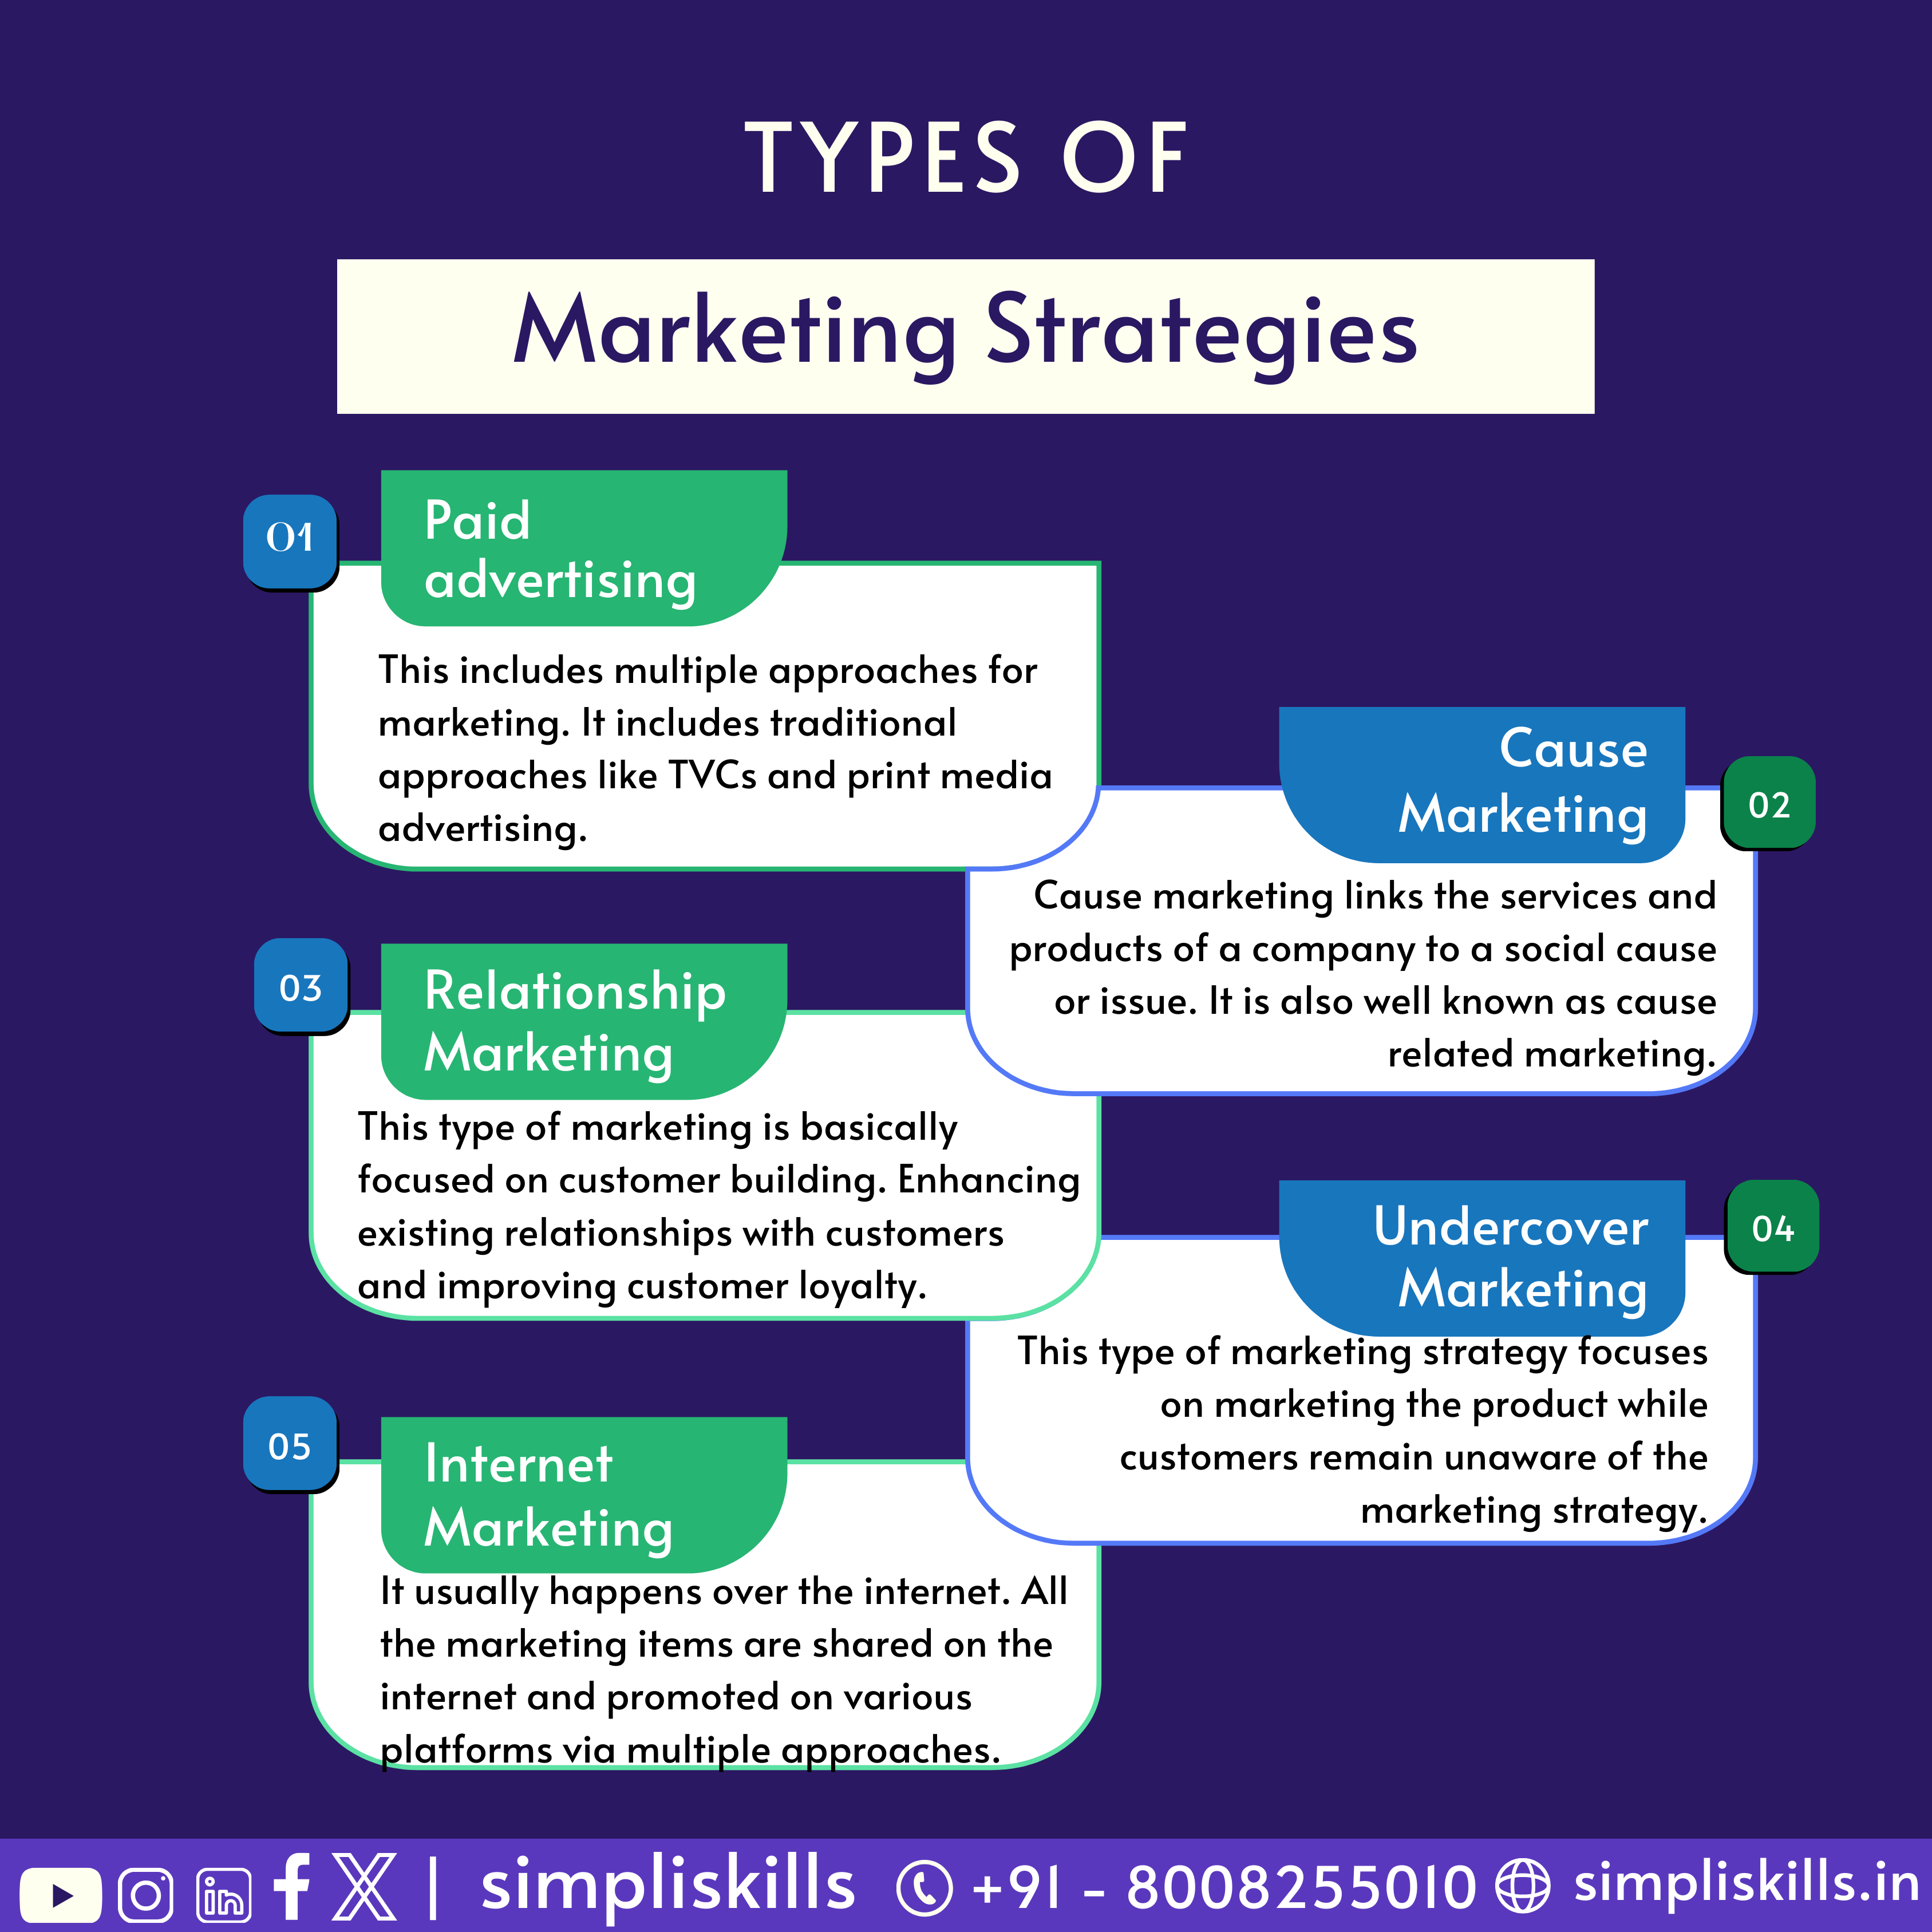 TYPES OF
Marketing Strategies
01
Paid
advertising
This includes multiple approaches for
marketing. It includes traditional
approaches like TVCs and print media
advertising.
Cause
Marketing
02
Cause marketing links the services and
products of a company to a social cause
or issue. It is also well known as cause
related marketing.
03
Relationship
Marketing
This type of marketing is basically
focused on customer building. Enhancing
existing relationships with customers
and improving customer loyalty.
Undercover
Marketing
04
This type of marketing strategy focuses
on marketing the product while
customers remain unaware of the
marketing strategy.
05
Internet
Marketing
It usually happens over the internet. All
the marketing items are shared on the
internet and promoted on various
platforms via multiple approaches.
| simpliskills +91 - 8008255010 simpliskills.in